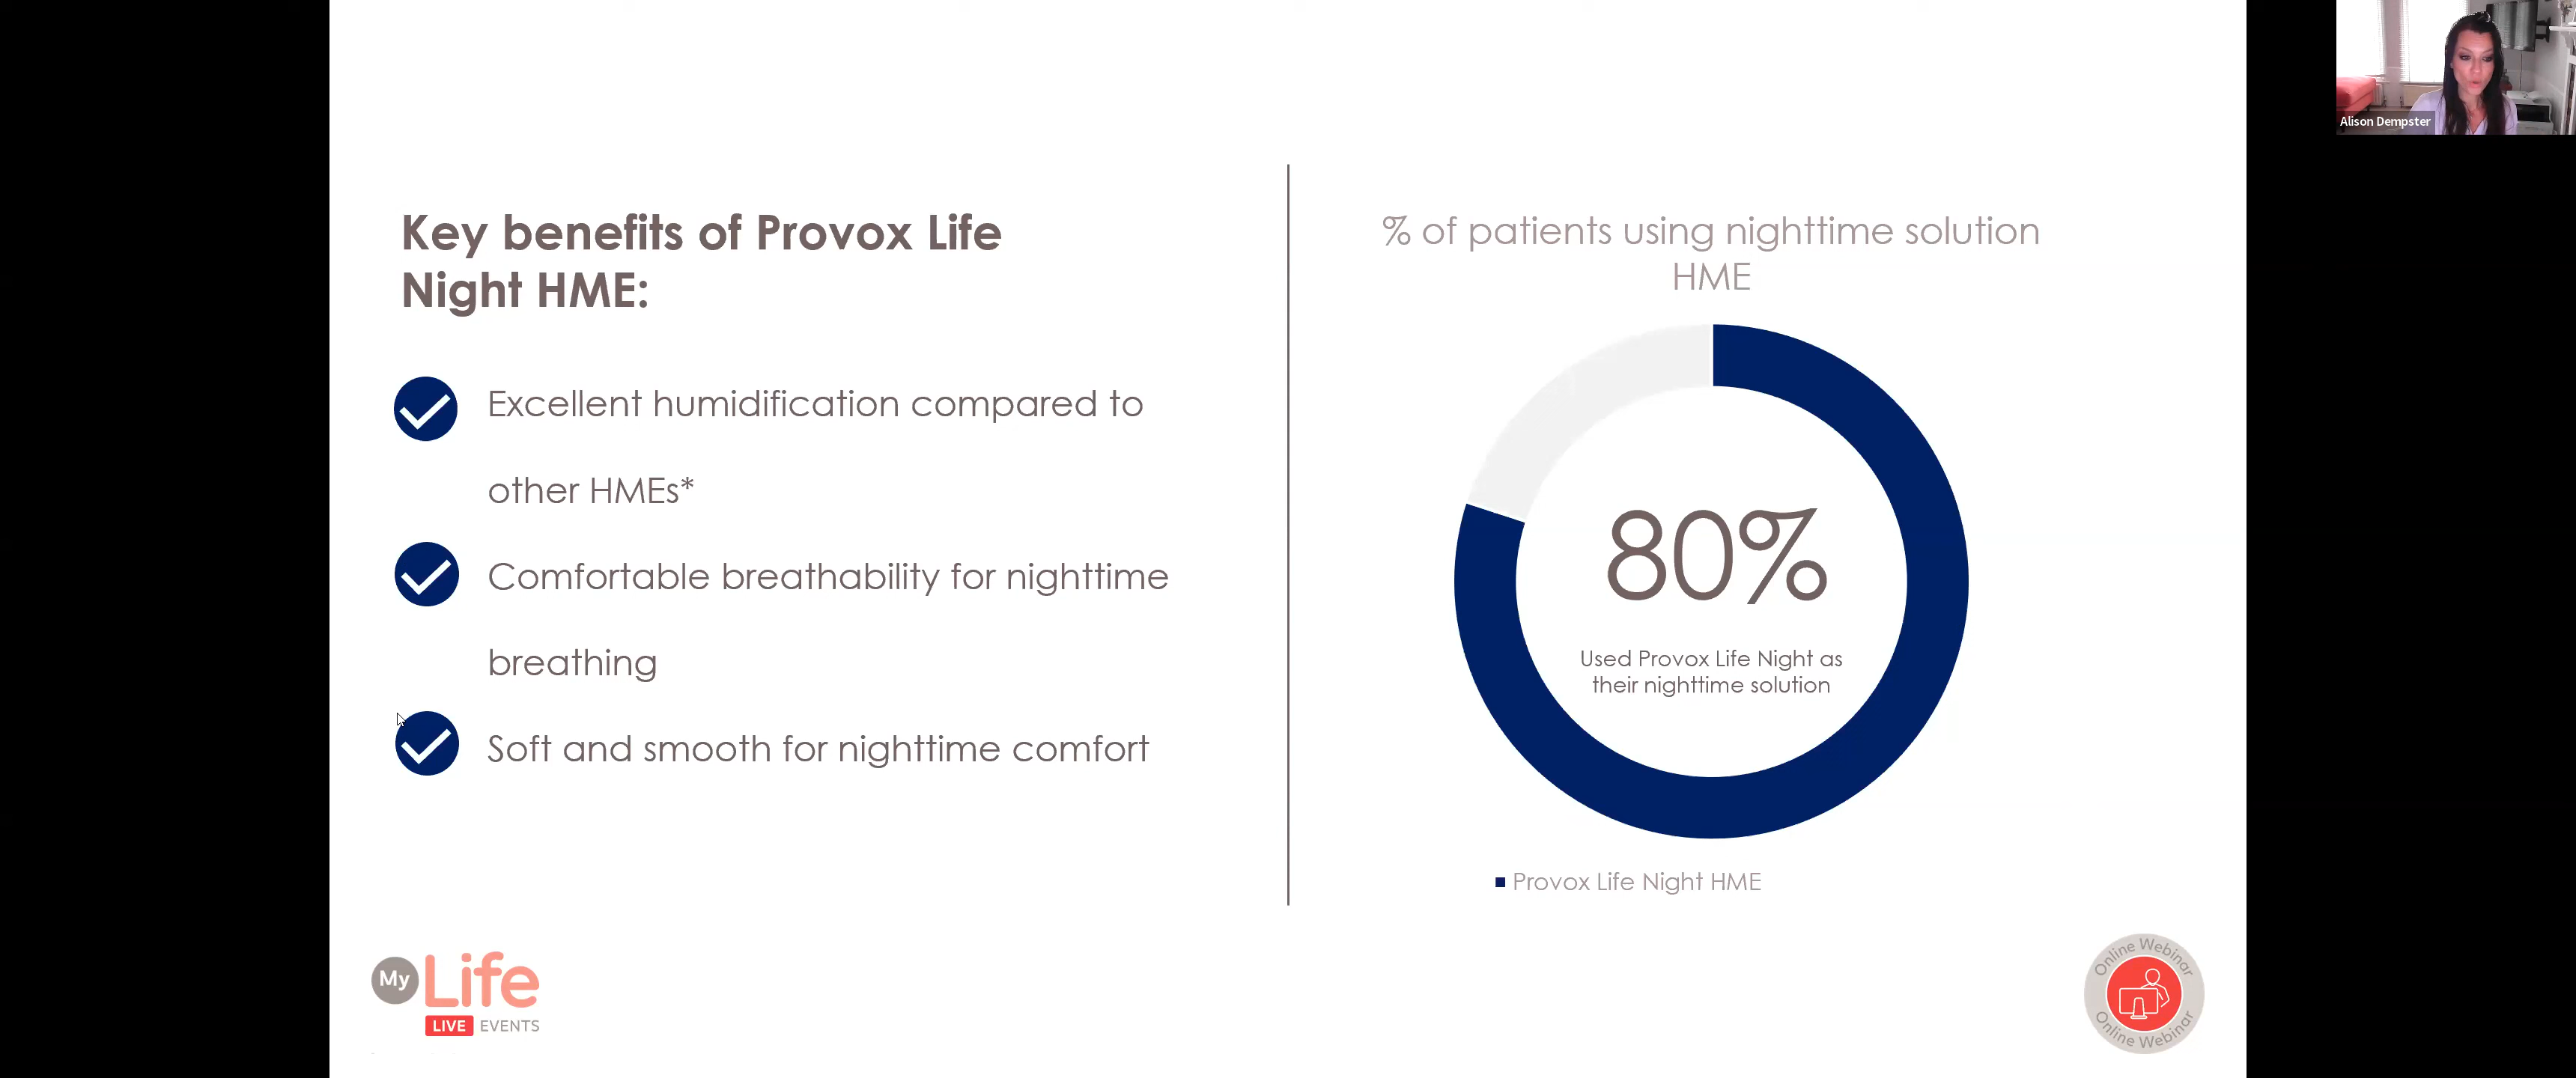 Alison Dempster
Key benefits of Provox Life
Night HME:
Excellent humidification compared to
other HMEs*
Comfortable breathability for nighttime
breathing
Soft and smooth for nighttime comfort
% of patients using nighttime solution
HME
80%
Used Provox Life Night as
their nighttime solution
Provox Life Night HME
My Life
LIVE EVENTS
Online Webinar
Online Webinar